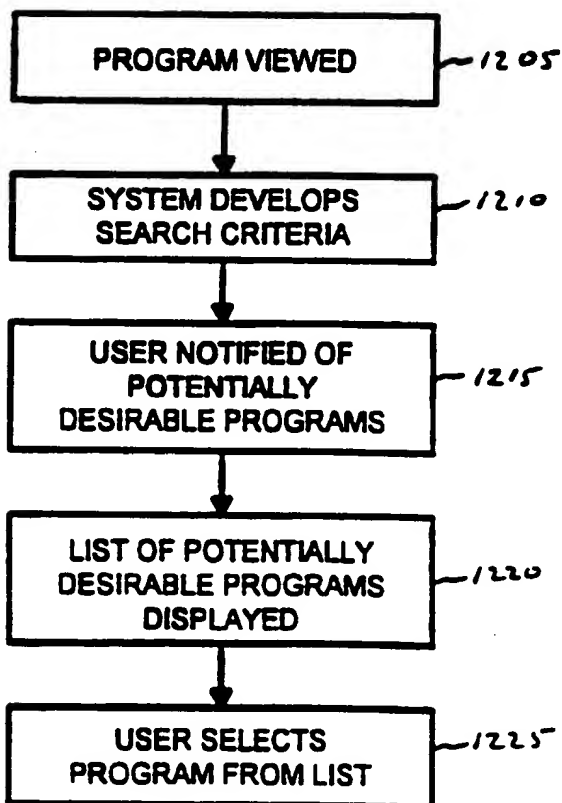 PROGRAM VIEWED
1205
SYSTEM DEVELOPS
SEARCH CRITERIA
1210
USER NOTIFIED OF
POTENTIALLY
DESIRABLE PROGRAMS
1215
LIST OF POTENTIALLY
DESIRABLE PROGRAMS
DISPLAYED
1220
USER SELECTS
PROGRAM FROM LIST
1225